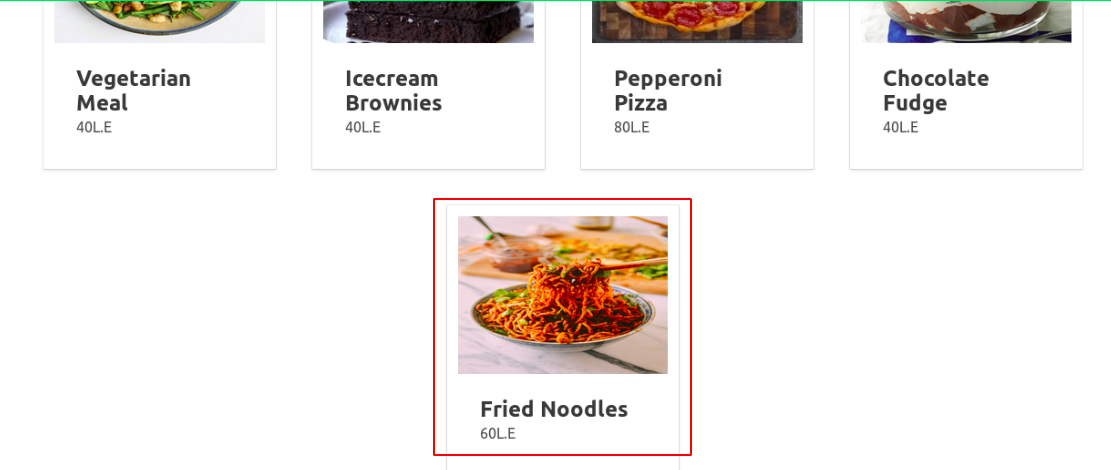 Vegetarian
Meal
40L.E
Icecream
Brownies
40L.E
Pepperoni
Pizza
80L.E
Chocolate
Fudge
40L.E
Fried Noodles
60L.E